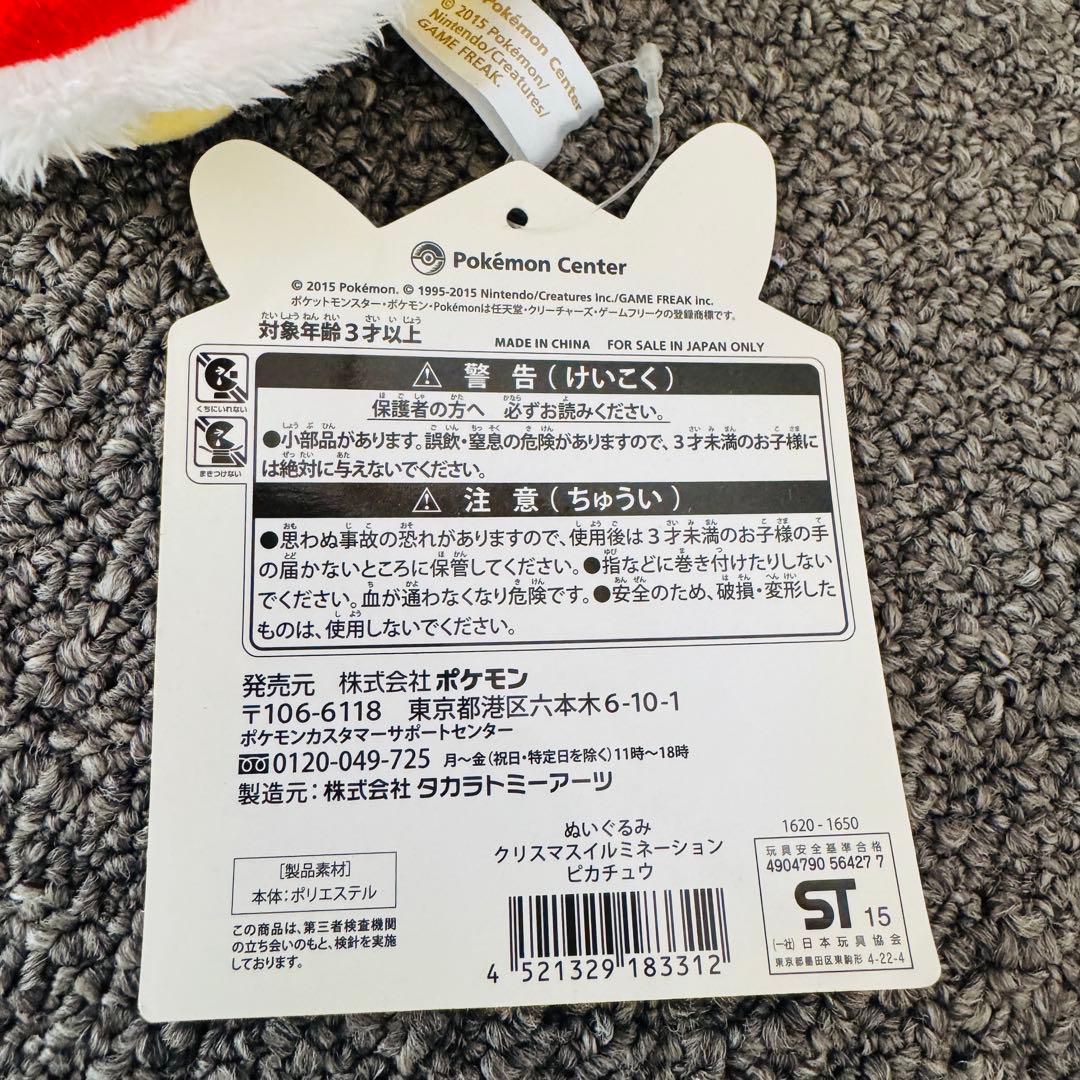 Pokémon Center
© 2015 Pokémon/
Nintendo/Creatures/
GAME FREAK.
Pokémon Center
© 2015 Pokémon. © 1995-2015 Nintendo/Creatures Inc./GAME FREAK inc.
ポケットモンスター・ポケモン・Pokémonは任天堂・クリーチャーズ・ゲームフリークの登録商標です。
対象年齢3才以上
MADE IN CHINA FOR SALE IN JAPAN ONLY
くちにいれない
まきつけない
警告(けいこく)
保護者の方へ 必ずお読みください。
●小部品があります。誤飲・窒息の危険がありますので、3才未満のお子様に
は絶対に与えないでください。
注意(ちゅうい)
●思わぬ事故の恐れがありますので、使用後は3才未満のお子様の手
の届かないところに保管してください。●指などに巻き付けたりしない
でください。血が通わなくなり危険です。●安全のため、破損・変形した
ものは、使用しないでください。
発売元 株式会社ポケモン
〒106-6118 東京都港区六本木6-10-1
ポケモンカスタマーサポートセンター
0120-049-725 月～金(祝日・特定日を除く)11時～18時
製造元:株式会社タカラトミーアーツ
ぬいぐるみ
クリスマスイルミネーション
ピカチュウ
[製品素材]
本体:ポリエステル
この商品は、第三者検査機関
の立ち会いのもと、検針を実施
しております。
4 521329 183312
1620-1650
玩具安全基準合格
4904790 56427 7
ST 15
(一社)日本玩具協会
東京都墨田区東駒形 4-22-4